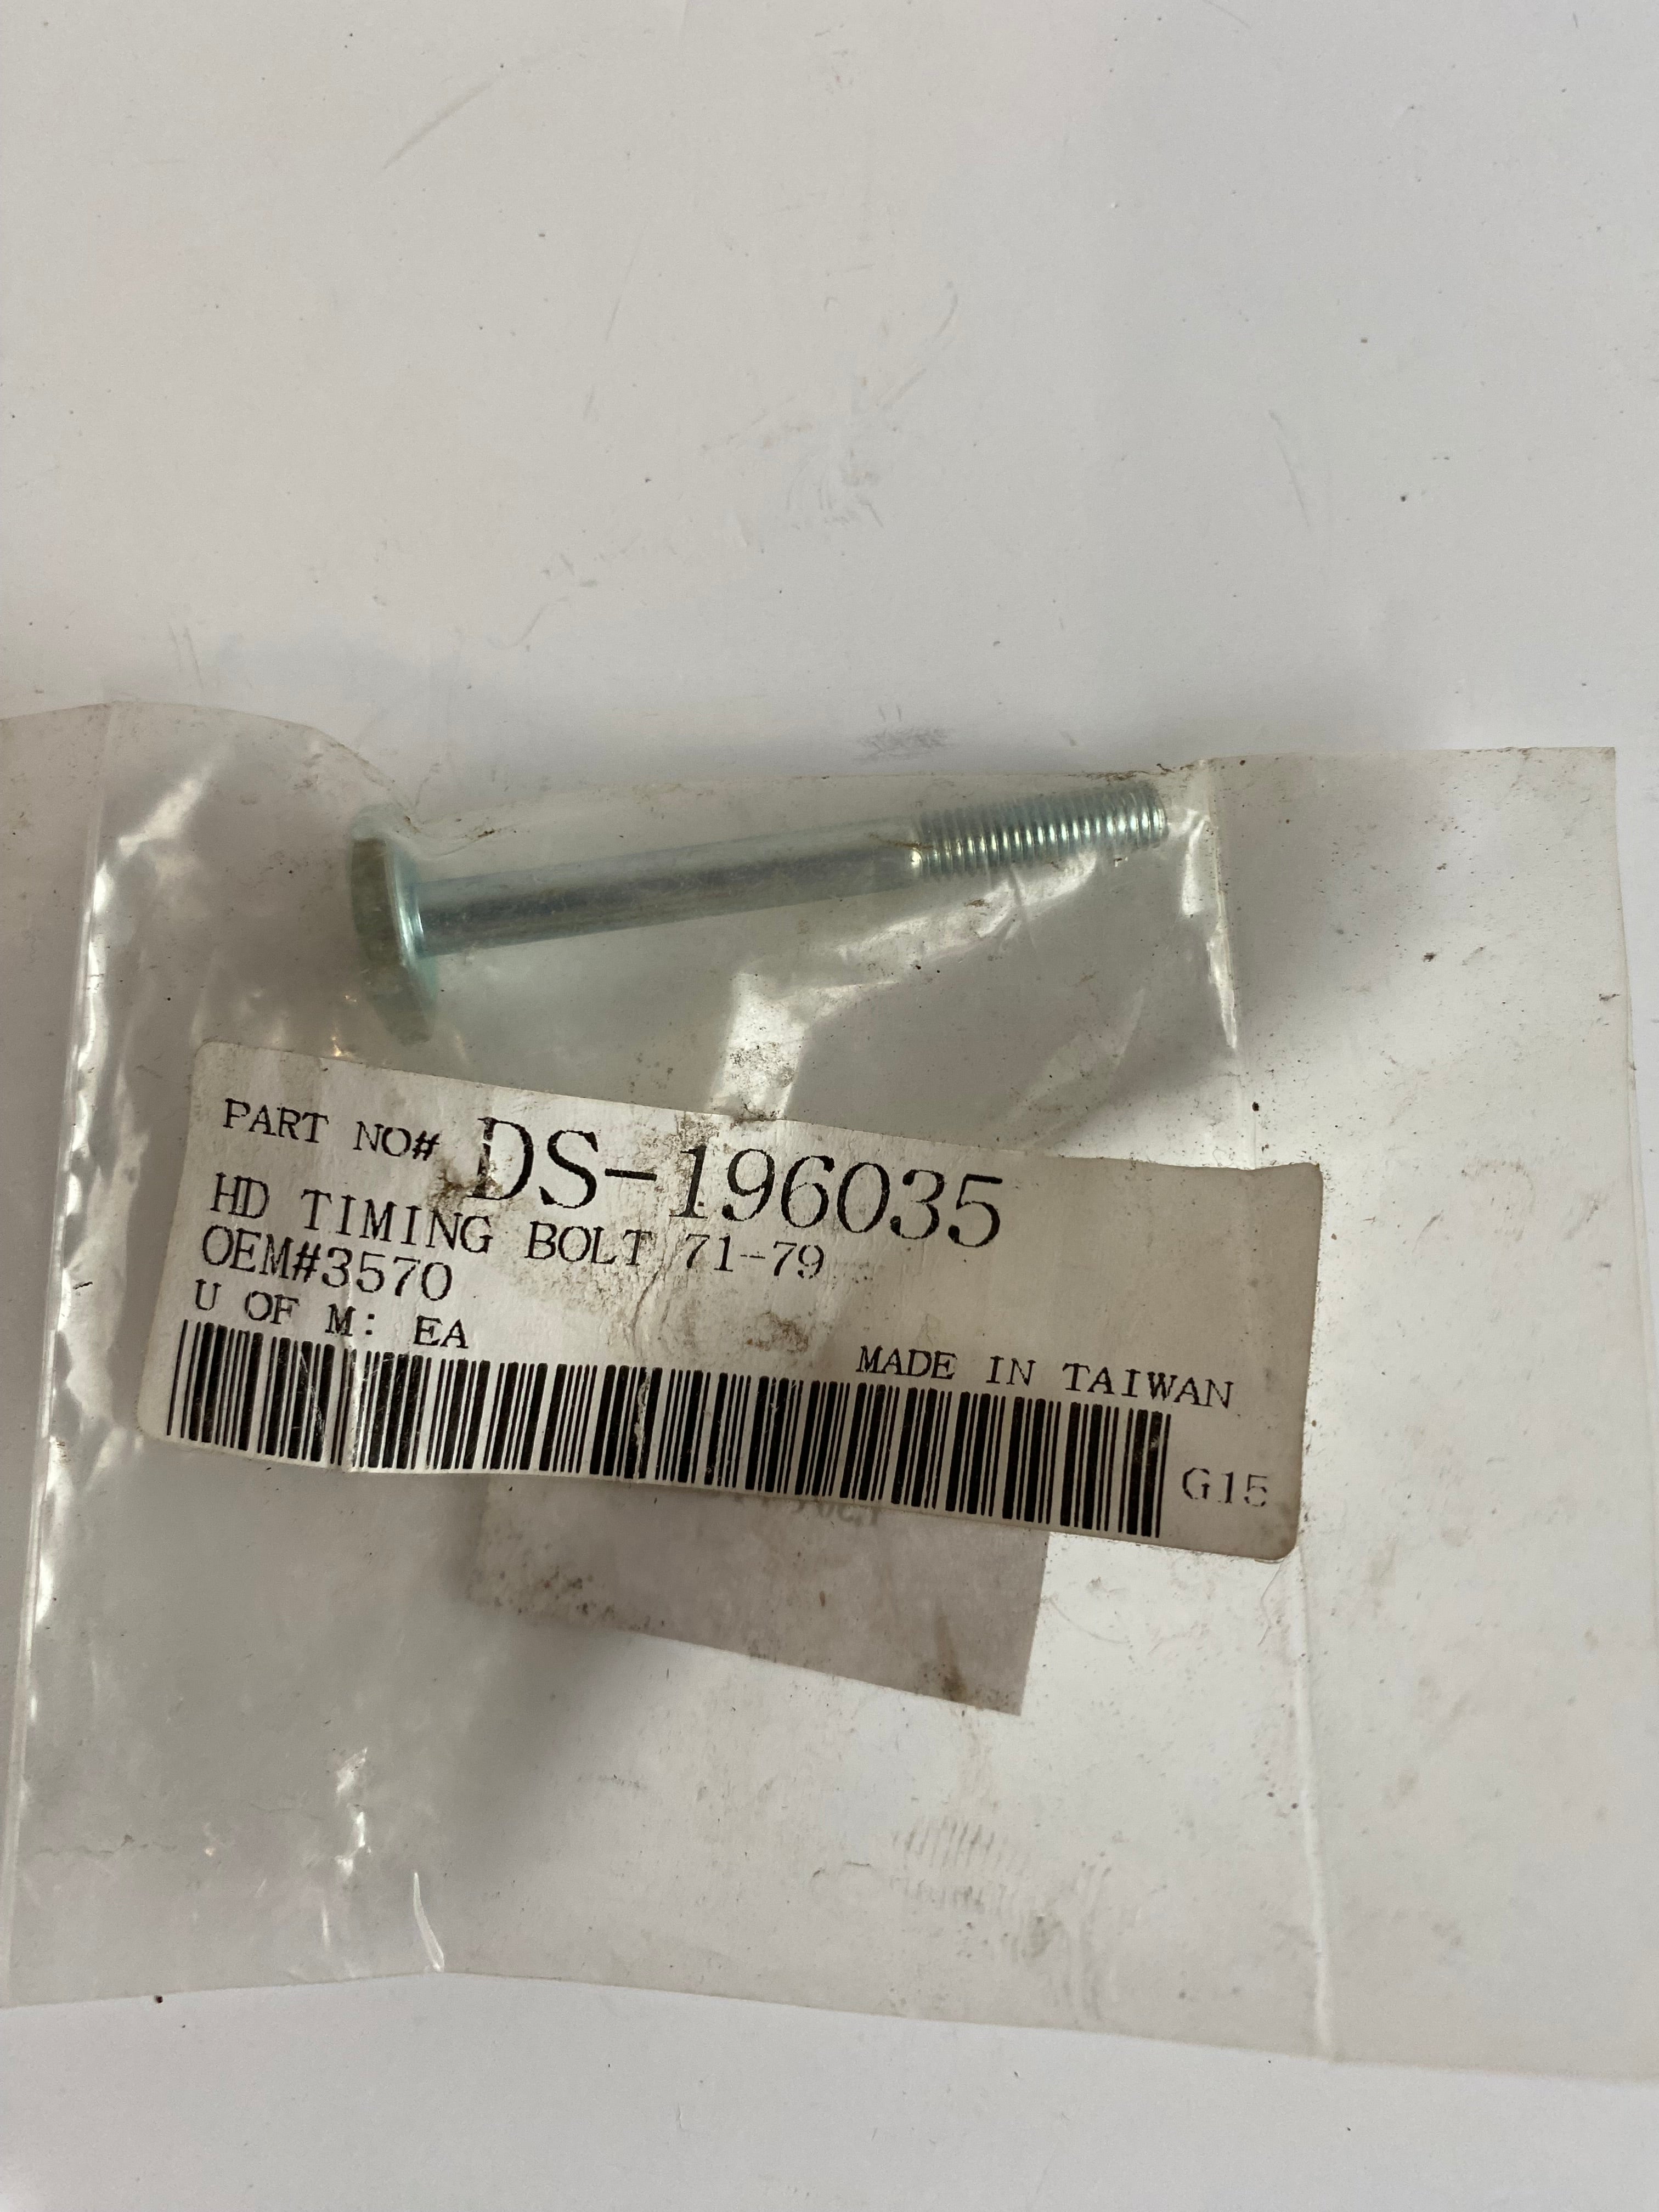 PART NO# DS-196035
HD TIMING BOLT 71-79
OEM#3570
U OF M: EA
MADE IN TAIWAN
G15